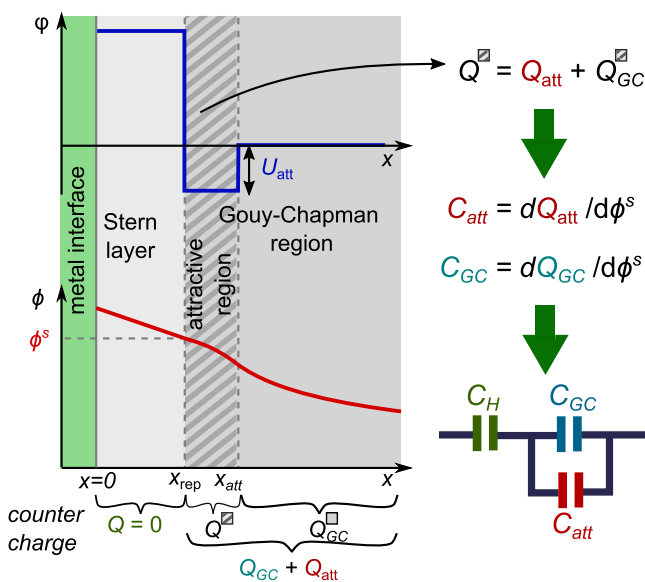 φ
x
U_att
metal interface
Stern
layer
attractive
region
Gouy-Chapman
region
ϕ
ϕ^s
x=0
x_rep
x_att
x
counter
charge
Q = 0
Q^▨
Q_GC^□
Q_GC + Q_att
Q^▨ = Q_att + Q_GC^▨
C_att = dQ_att /dϕ^s
C_GC = dQ_GC /dϕ^s
C_H
C_GC
C_att